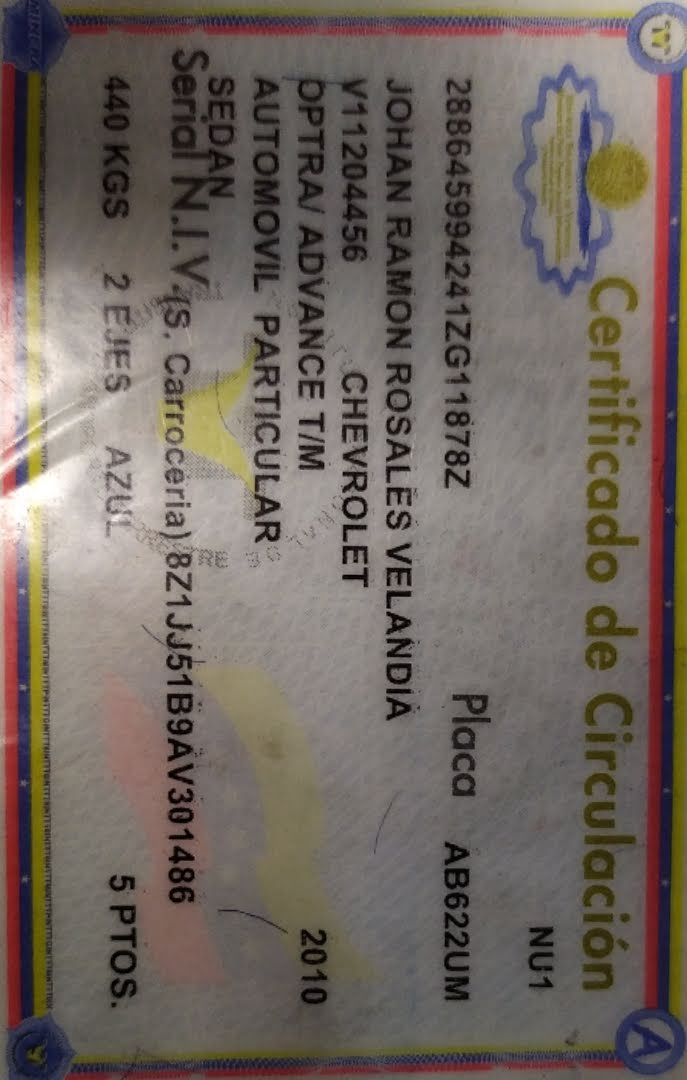 Certificado de Circulación
NU1
288645994241ZG11878Z Placa AB622UM
JOHAN RAMON ROSALES VELANDIA
V11204456 CHEVROLET
OPTRA/ ADVANCE T/M 2010
AUTOMOVIL PARTICULAR
SEDAN
Serial N.I.V.(S. Carroceria) 8Z1JJ51B9AV301486
440 KGS 2 EJES AZUL 5 PTOS.
A